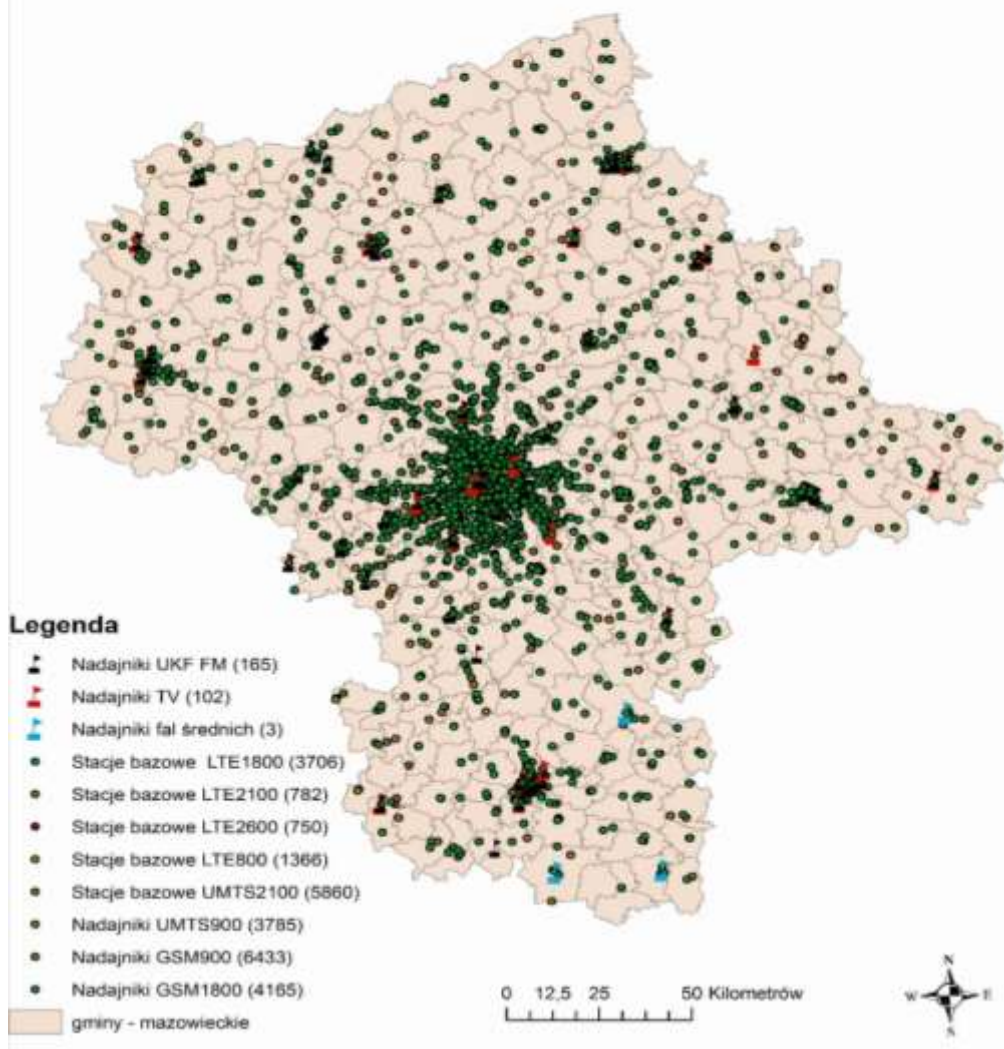 Legenda
Nadajniki UKF FM (165)
Nadajniki TV (102)
Nadajniki fal średnich (3)
Stacje bazowe LTE1800 (3706)
Stacje bazowe LTE2100 (782)
Stacje bazowe LTE2600 (750)
Stacje bazowe LTE800 (1366)
Stacje bazowe UMTS2100 (5860)
Nadajniki UMTS900 (3785)
Nadajniki GSM900 (6433)
Nadajniki GSM1800 (4165)
gminy - mazowieckie
0 12,5 25 50 Kilometrów
N
W E
S